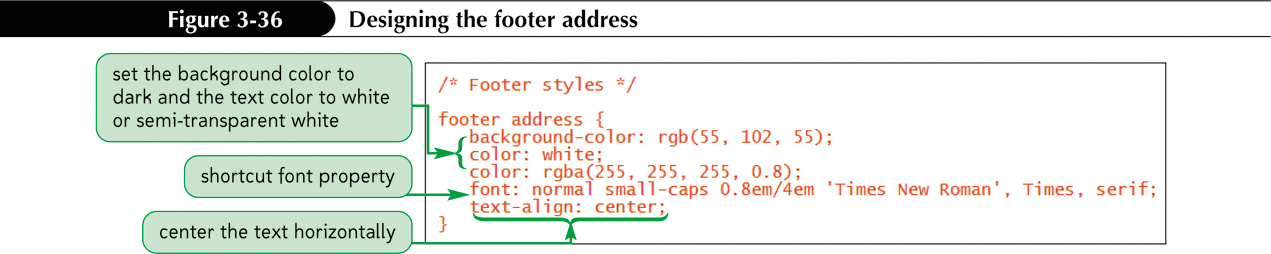 Figure 3-36 Designing the footer address
set the background color to
dark and the text color to white
or semi-transparent white
shortcut font property
center the text horizontally
/* Footer styles */
footer address {
background-color: rgb(55, 102, 55);
color: white;
color: rgba(255, 255, 255, 0.8);
font: normal small-caps 0.8em/4em 'Times New Roman', Times, serif;
text-align: center;
}